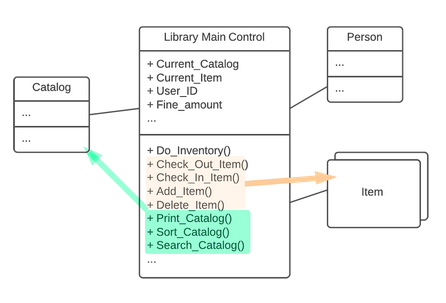 Library Main Control
+ Current_Catalog
+ Current_Item
+ User_ID
+ Fine_amount
...
+ Do_Inventory()
+ Check_Out_Item()
+ Check_In_Item()
+ Add_Item()
+ Delete_Item()
+ Print_Catalog()
+ Sort_Catalog()
+ Search_Catalog()
...
Catalog
...
...
Person
...
...
Item